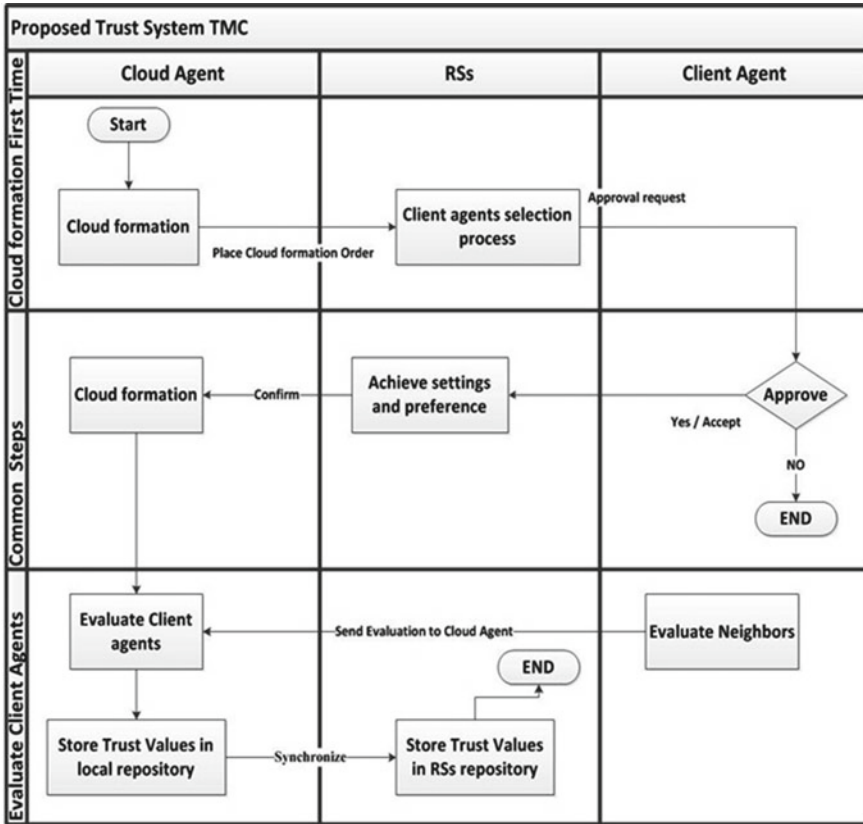 Proposed Trust System TMC
Cloud Agent
RSs
Client Agent
Cloud formation First Time
Start
Cloud formation
Place Cloud formation Order
Client agents selection
process
Approval request
Common Steps
Cloud formation
Confirm
Achieve settings
and preference
Yes / Accept
Approve
NO
END
Evaluate Client Agents
Evaluate Client
agents
Send Evaluation to Cloud Agent
Evaluate Neighbors
END
Store Trust Values in
local repository
Synchronize
Store Trust Values
in RSs repository